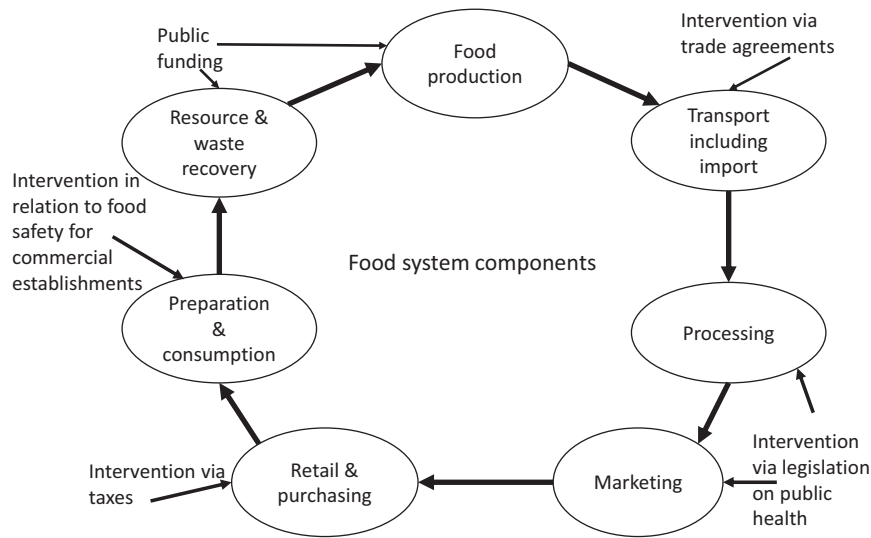 Public
funding
Food
production
Intervention via
trade agreements
Resource &
waste
recovery
Transport
including
import
Intervention in
relation to food
safety for
commercial
establishments
Food system components
Preparation
&
consumption
Processing
Intervention via
taxes
Retail &
purchasing
Marketing
Intervention
via legislation
on public
health